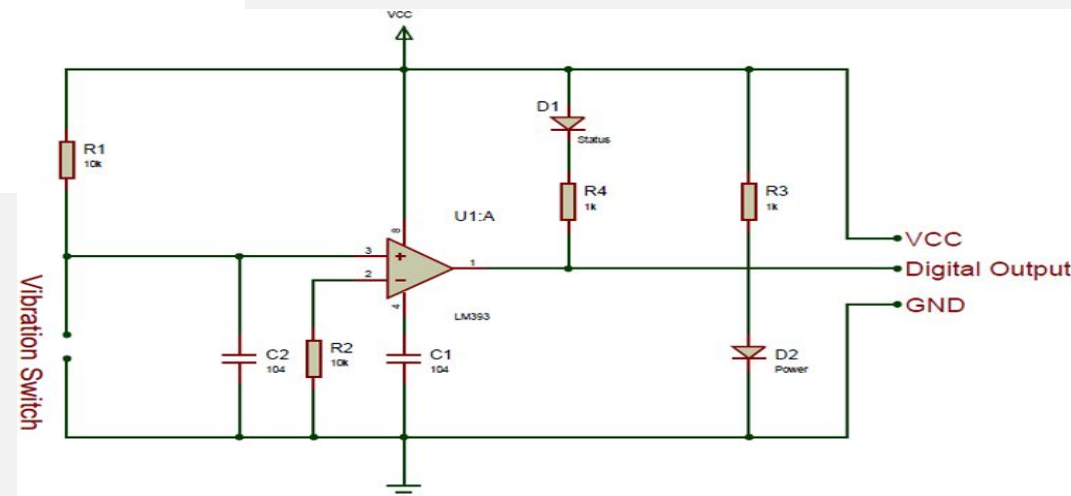 VCC
D1
Status
R1
10k
R4
1k
R3
1k
U1:A
8
3
+
2
-
1
4
LM393
VCC
Digital Output
GND
Vibration Switch
C2
104
R2
10k
C1
104
D2
Power